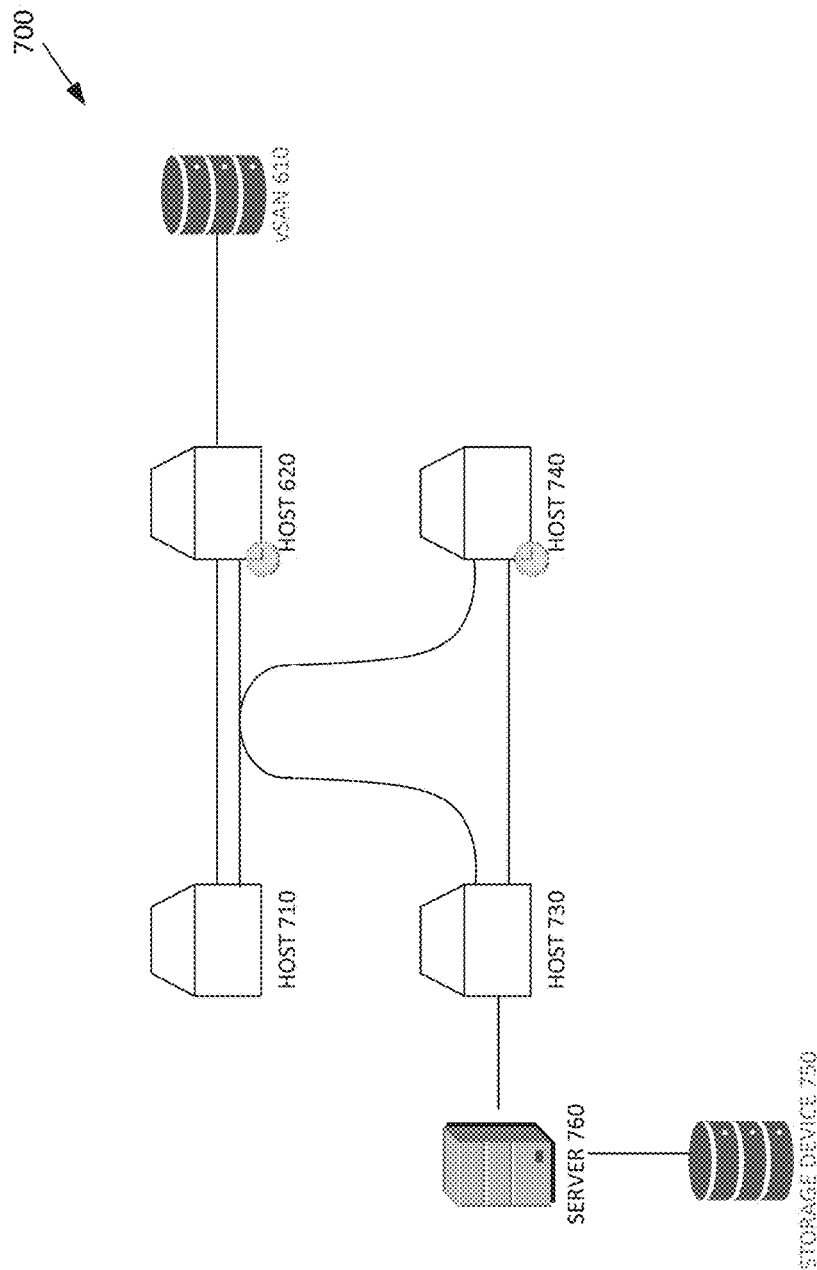 700
vSAN 610
HOST 620
HOST 740
HOST 710
HOST 730
SERVER 760
STORAGE DEVICE 750